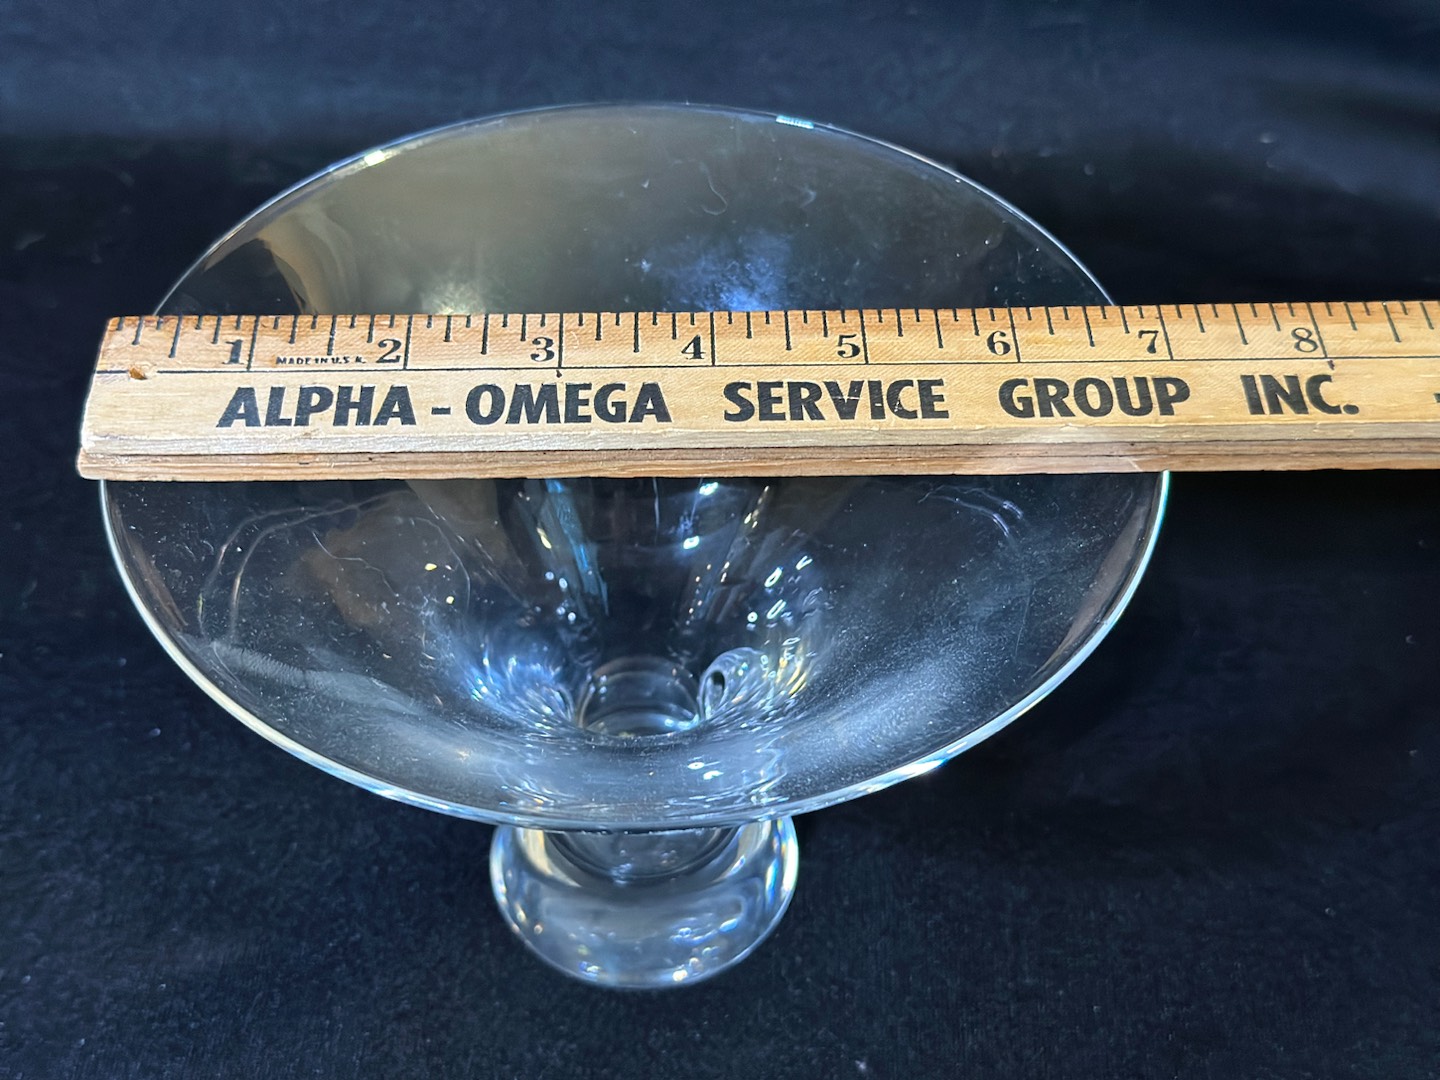 1 2 3 4 5 6 7 8
MADE IN U.S.A.
ALPHA - OMEGA SERVICE GROUP INC.